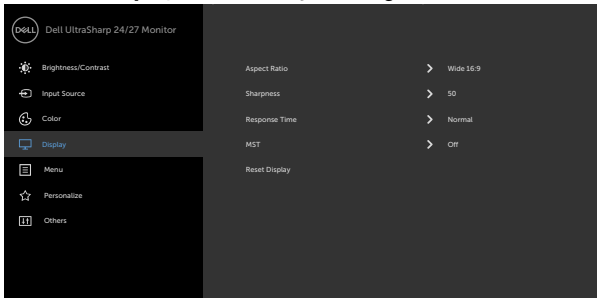 DELL
Dell UltraSharp 24/27 Monitor
Brightness/Contrast
Input Source
Color
Display
Menu
Personalize
Others
Aspect Ratio Wide 16:9
Sharpness 50
Response Time Normal
MST Off
Reset Display